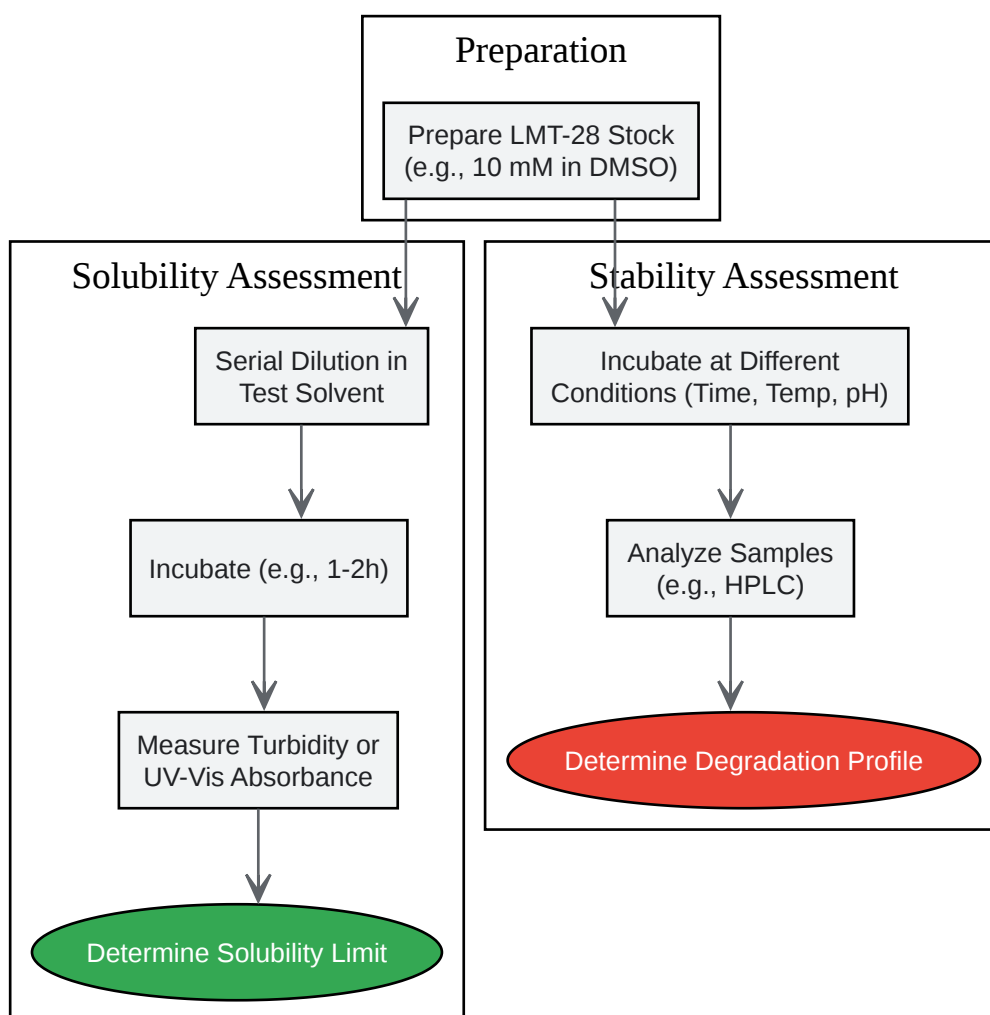 Preparation
Prepare LMT-28 Stock
(e.g., 10 mM in DMSO)
Solubility Assessment
Serial Dilution in
Test Solvent
Incubate (e.g., 1-2h)
Measure Turbidity or
UV-Vis Absorbance
Determine Solubility Limit
Stability Assessment
Incubate at Different
Conditions (Time, Temp, pH)
Analyze Samples
(e.g., HPLC)
Determine Degradation Profile